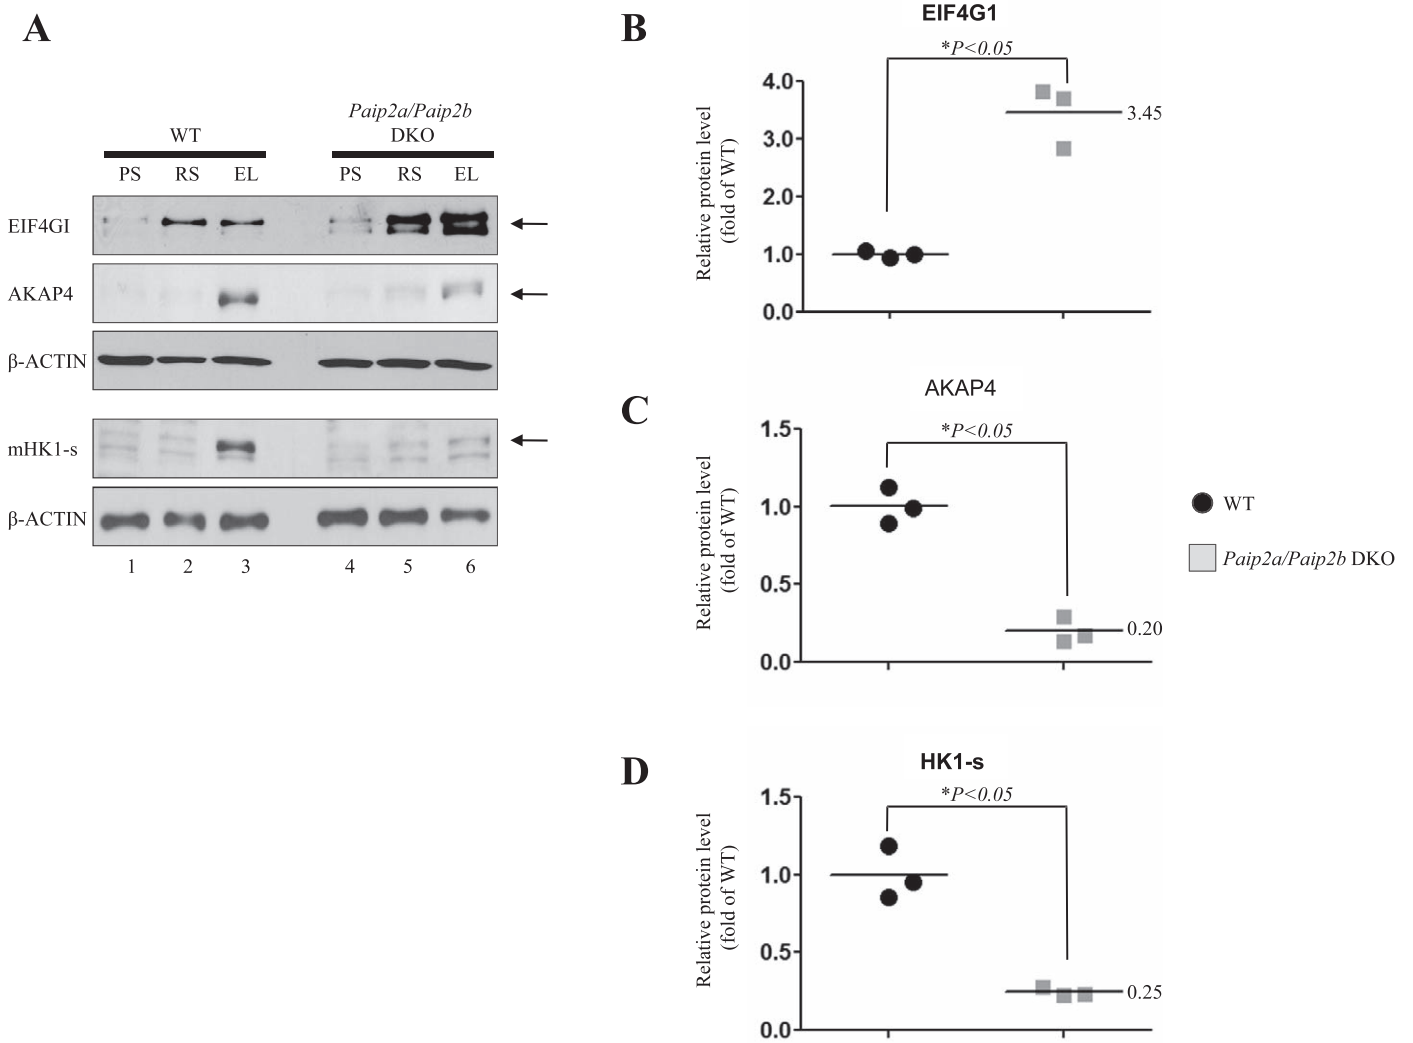 A
Paip2a/Paip2b
WT
DKO
PS RS EL PS RS EL
EIF4GI
AKAP4
β-ACTIN
mHK1-s
β-ACTIN
1 2 3 4 5 6
B
EIF4G1
*P<0.05
Relative protein level
(fold of WT)
4.0
3.0
2.0
1.0
0.0
3.45
C
AKAP4
*P<0.05
Relative protein level
(fold of WT)
1.5
1.0
0.5
0.0
0.20
WT
Paip2a/Paip2b DKO
D
HK1-s
*P<0.05
Relative protein level
(fold of WT)
1.5
1.0
0.5
0.0
0.25